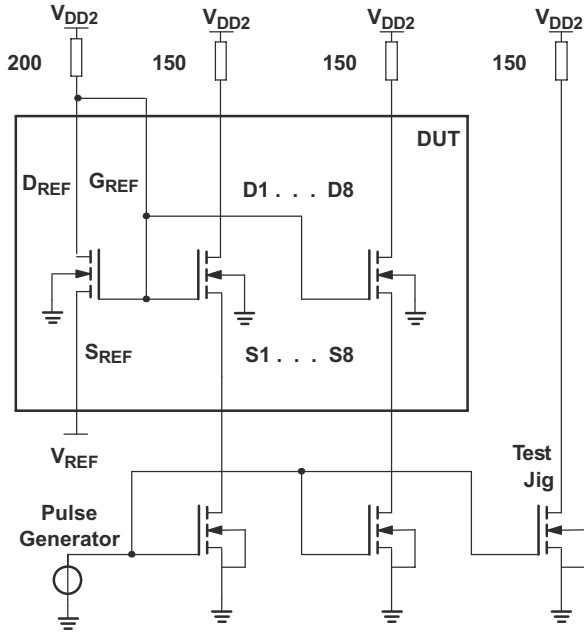 VDD2 VDD2 VDD2 VDD2
200 150 150 150
DUT
DREF GREF D1 . . . D8
SREF S1 . . . S8
VREF
Test
Jig
Pulse
Generator